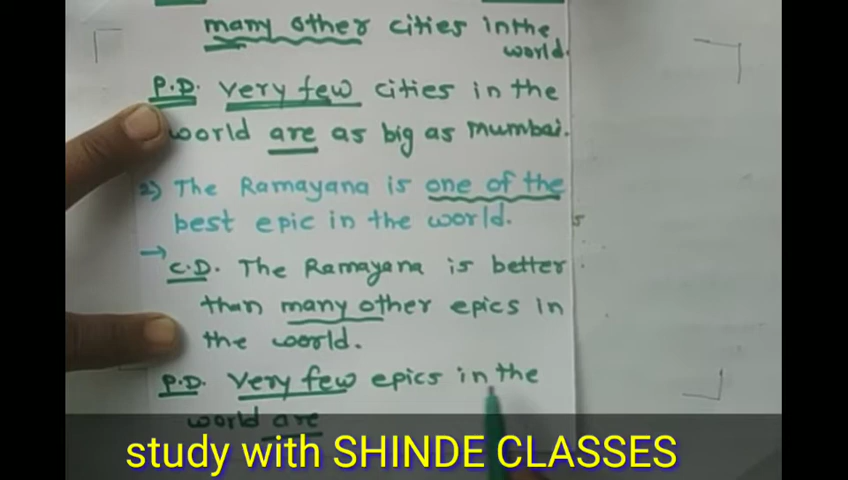 many other cities in the
world.
P.D. very few cities in the
world are as big as mumbai.
2) The Ramayana is one of the
best epic in the world.
→ C.D. The Ramayana is better
than many other epics in
the world.
P.D. Very few epics in the
world are
study with SHINDE CLASSES